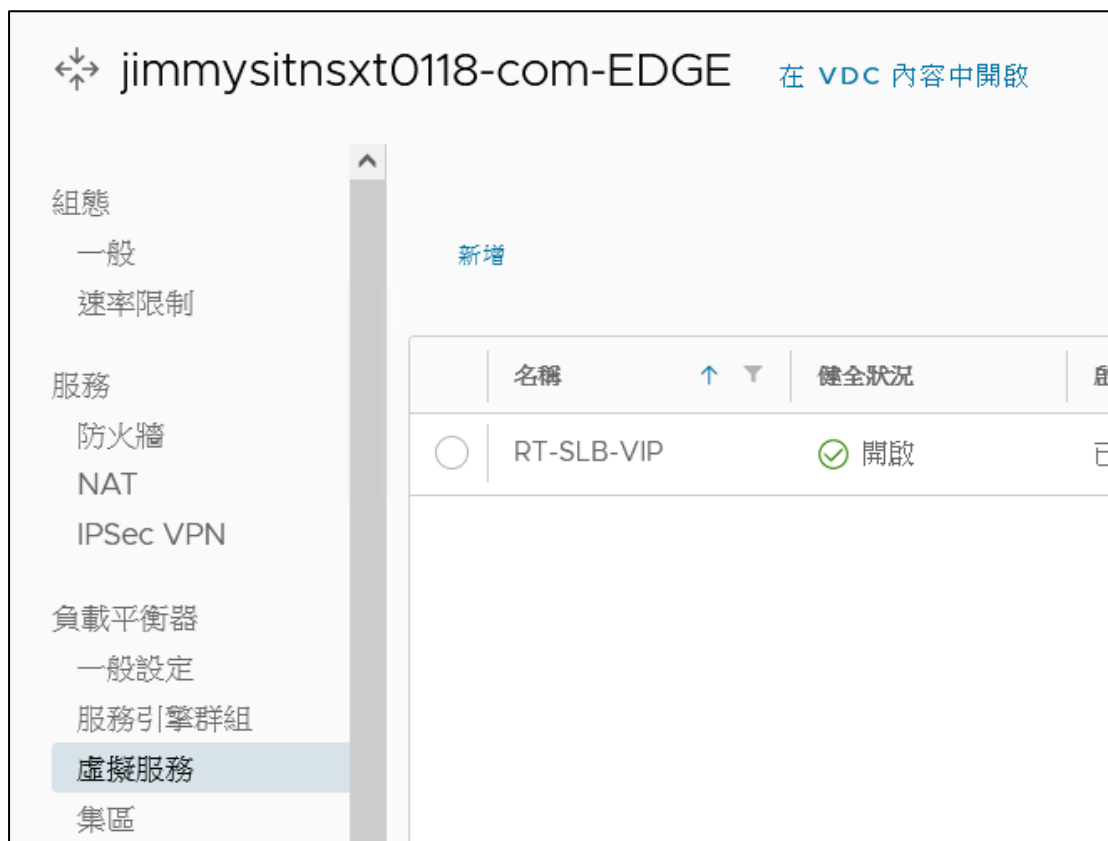 jimmysitnsxt0118-com-EDGE 在 VDC 內容中開啟
組態
一般
速率限制
服務
防火牆
NAT
IPSec VPN
負載平衡器
一般設定
服務引擎群組
虛擬服務
集區
新增
名稱 健全狀況
RT-SLB-VIP 開啟